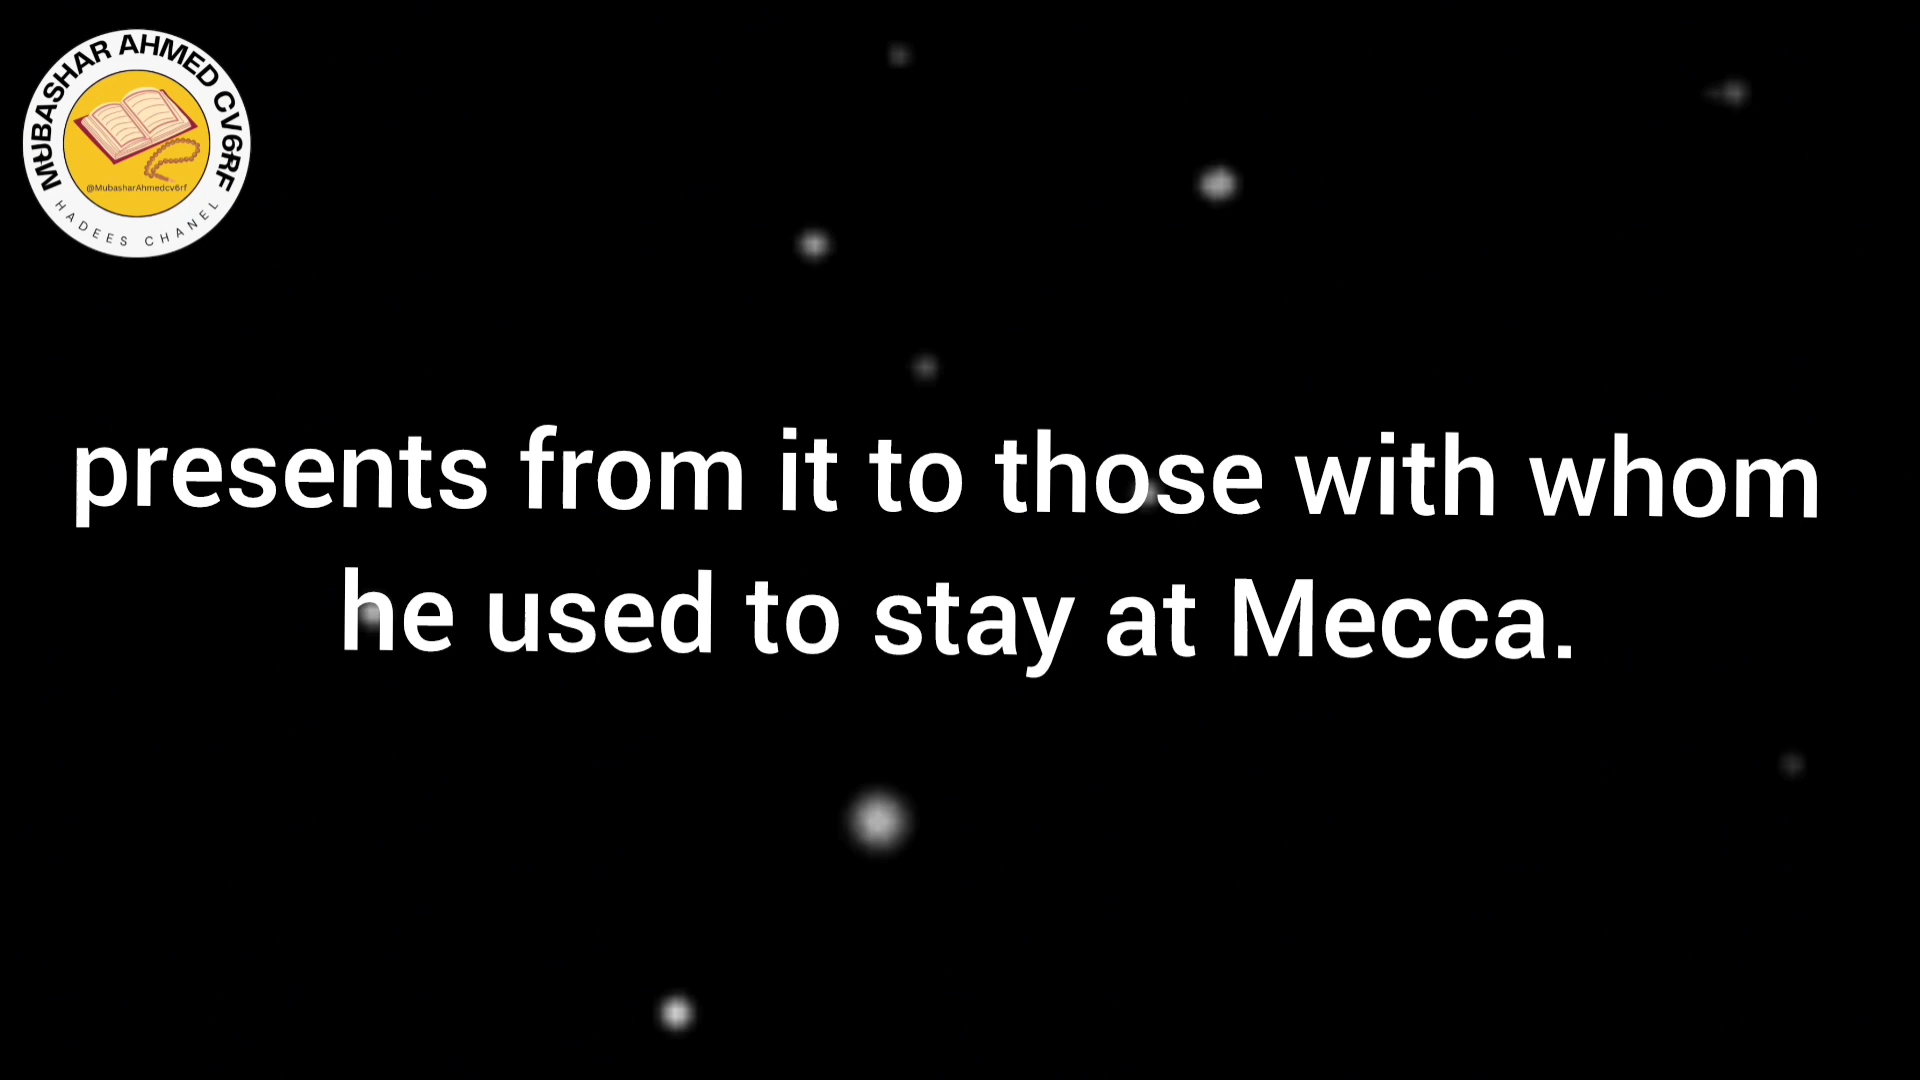 MUBASHAR AHMED CV6RF
@MubasharAhmedcv6rf
HADEES CHANEL
presents from it to those with whom
he used to stay at Mecca.